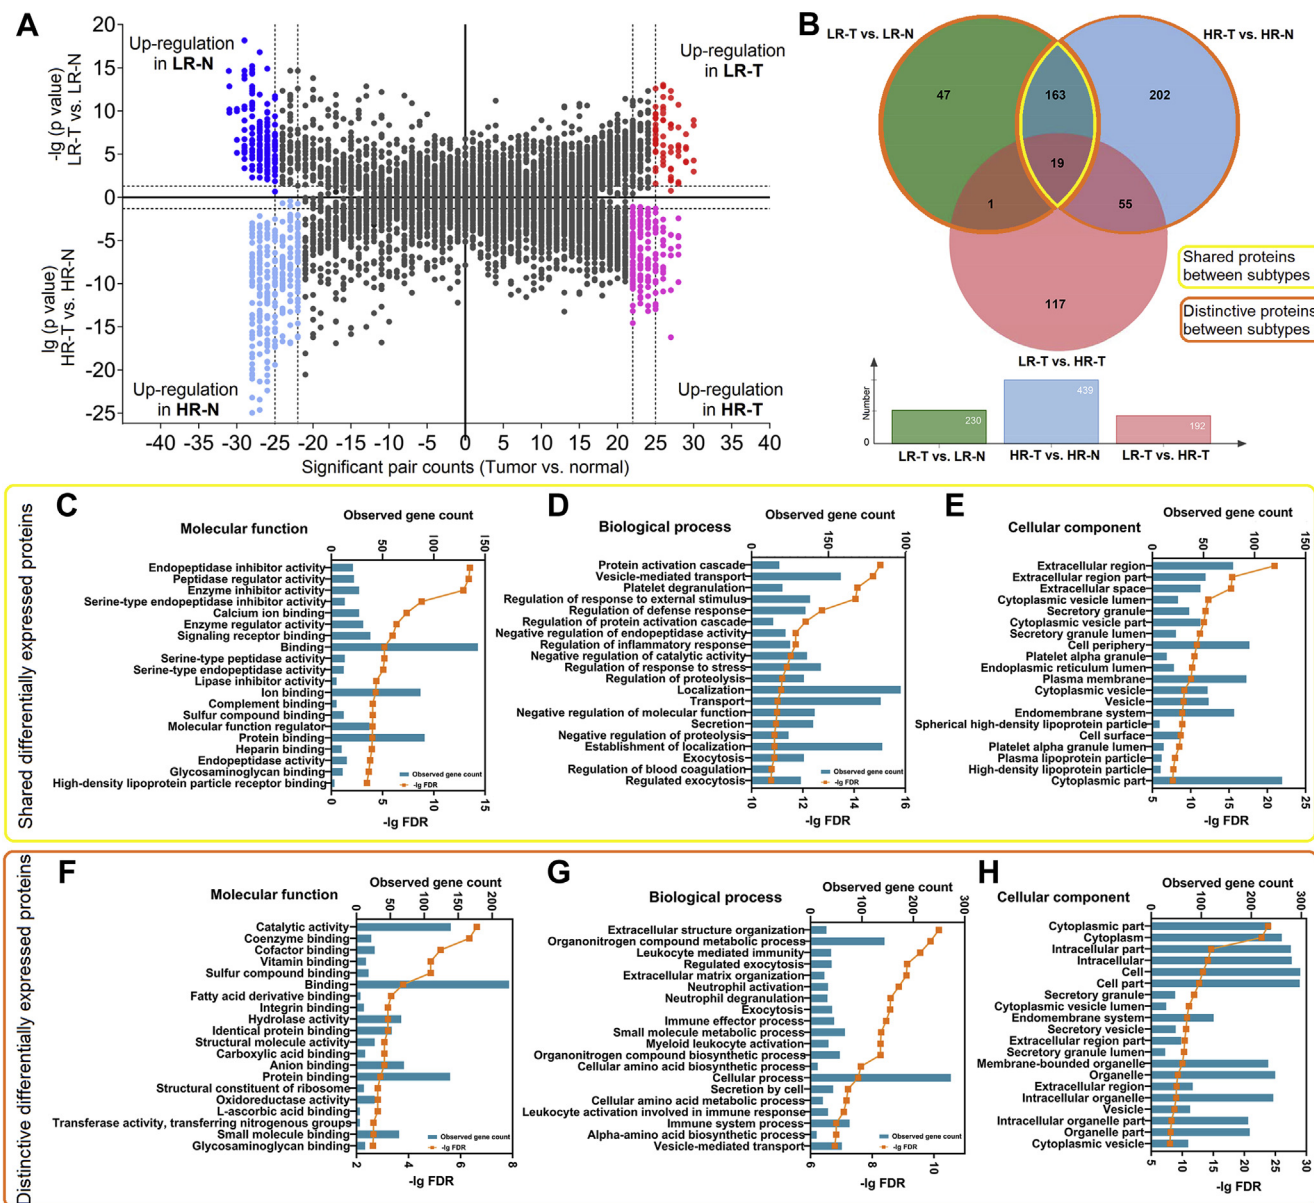 A
Up-regulation
in LR-N
Up-regulation
in LR-T
Up-regulation
in HR-N
Up-regulation
in HR-T
-lg (p value)
LR-T vs. LR-N
lg (p value)
HR-T vs. HR-N
20
15
10
5
0
-5
-10
-15
-20
-25
-40 -35 -30 -25 -20 -15 -10 -5 0 5 10 15 20 25 30 35 40
Significant pair counts (Tumor vs. normal)
B
LR-T vs. LR-N
HR-T vs. HR-N
47
163
202
19
1
55
117
LR-T vs. HR-T
Shared proteins
between subtypes
Distinctive proteins
between subtypes
Number
0
230
439
192
LR-T vs. LR-N
HR-T vs. HR-N
LR-T vs. HR-T
Shared differentially expressed proteins
C
Molecular function
Observed gene count
0 50 100 150
Endopeptidase inhibitor activity
Peptidase regulator activity
Enzyme inhibitor activity
Serine-type endopeptidase inhibitor activity
Calcium ion binding
Enzyme regulator activity
Signaling receptor binding
Binding
Serine-type peptidase activity
Serine-type endopeptidase activity
Lipase inhibitor activity
Ion binding
Complement binding
Sulfur compound binding
Molecular function regulator
Protein binding
Heparin binding
Endopeptidase activity
Glycosaminoglycan binding
High-density lipoprotein particle receptor binding
Observed gene count
-lg FDR
0 5 10 15
-lg FDR
D
Biological process
Observed gene count
0 150 100
Protein activation cascade
Vesicle-mediated transport
Platelet degranulation
Regulation of response to external stimulus
Regulation of defense response
Regulation of protein activation cascade
Negative regulation of endopeptidase activity
Regulation of inflammatory response
Negative regulation of catalytic activity
Regulation of response to stress
Regulation of proteolysis
Localization
Transport
Negative regulation of molecular function
Secretion
Negative regulation of proteolysis
Establishment of localization
Exocytosis
Regulation of blood coagulation
Regulated exocytosis
Observed gene count
-lg FDR
10 12 14 16
-lg FDR
E
Cellular component
Observed gene count
0 50 100 150
Extracellular region
Extracellular region part
Extracellular space
Cytoplasmic vesicle lumen
Secretory granule
Cytoplasmic vesicle part
Secretory granule lumen
Cell periphery
Platelet alpha granule
Endoplasmic reticulum lumen
Plasma membrane
Cytoplasmic vesicle
Vesicle
Endomembrane system
Spherical high-density lipoprotein particle
Cell surface
Platelet alpha granule lumen
Plasma lipoprotein particle
High-density lipoprotein particle
Cytoplasmic part
5 10 15 20 25
-lg FDR
Distinctive differentially expressed proteins
F
Molecular function
Observed gene count
0 50 100 150 200
Catalytic activity
Coenzyme binding
Cofactor binding
Vitamin binding
Sulfur compound binding
Binding
Fatty acid derivative binding
Integrin binding
Hydrolase activity
Identical protein binding
Structural molecule activity
Carboxylic acid binding
Anion binding
Protein binding
Structural constituent of ribosome
Oxidoreductase activity
L-ascorbic acid binding
Transferase activity, transferring nitrogenous groups
Small molecule binding
Glycosaminoglycan binding
Observed gene count
-lg FDR
2 4 6 8
-lg FDR
G
Biological process
Observed gene count
0 100 200 300
Extracellular structure organization
Organonitrogen compound metabolic process
Leukocyte mediated immunity
Regulated exocytosis
Extracellular matrix organization
Neutrophil activation
Neutrophil degranulation
Exocytosis
Immune effector process
Small molecule metabolic process
Myeloid leukocyte activation
Organonitrogen compound biosynthetic process
Cellular amino acid biosynthetic process
Cellular process
Secretion by cell
Cellular amino acid metabolic process
Leukocyte activation involved in immune response
Immune system process
Alpha-amino acid biosynthetic process
Vesicle-mediated transport
Observed gene count
-lg FDR
6 8 10
-lg FDR
H
Cellular component
Observed gene count
0 100 200 300
Cytoplasmic part
Cytoplasm
Intracellular part
Intracellular
Cell
Cell part
Secretory granule
Cytoplasmic vesicle lumen
Endomembrane system
Secretory vesicle
Extracellular region part
Secretory granule lumen
Membrane-bounded organelle
Organelle
Extracellular region
Intracellular organelle
Vesicle
Intracellular organelle part
Organelle part
Cytoplasmic vesicle
5 10 15 20 25 30
-lg FDR